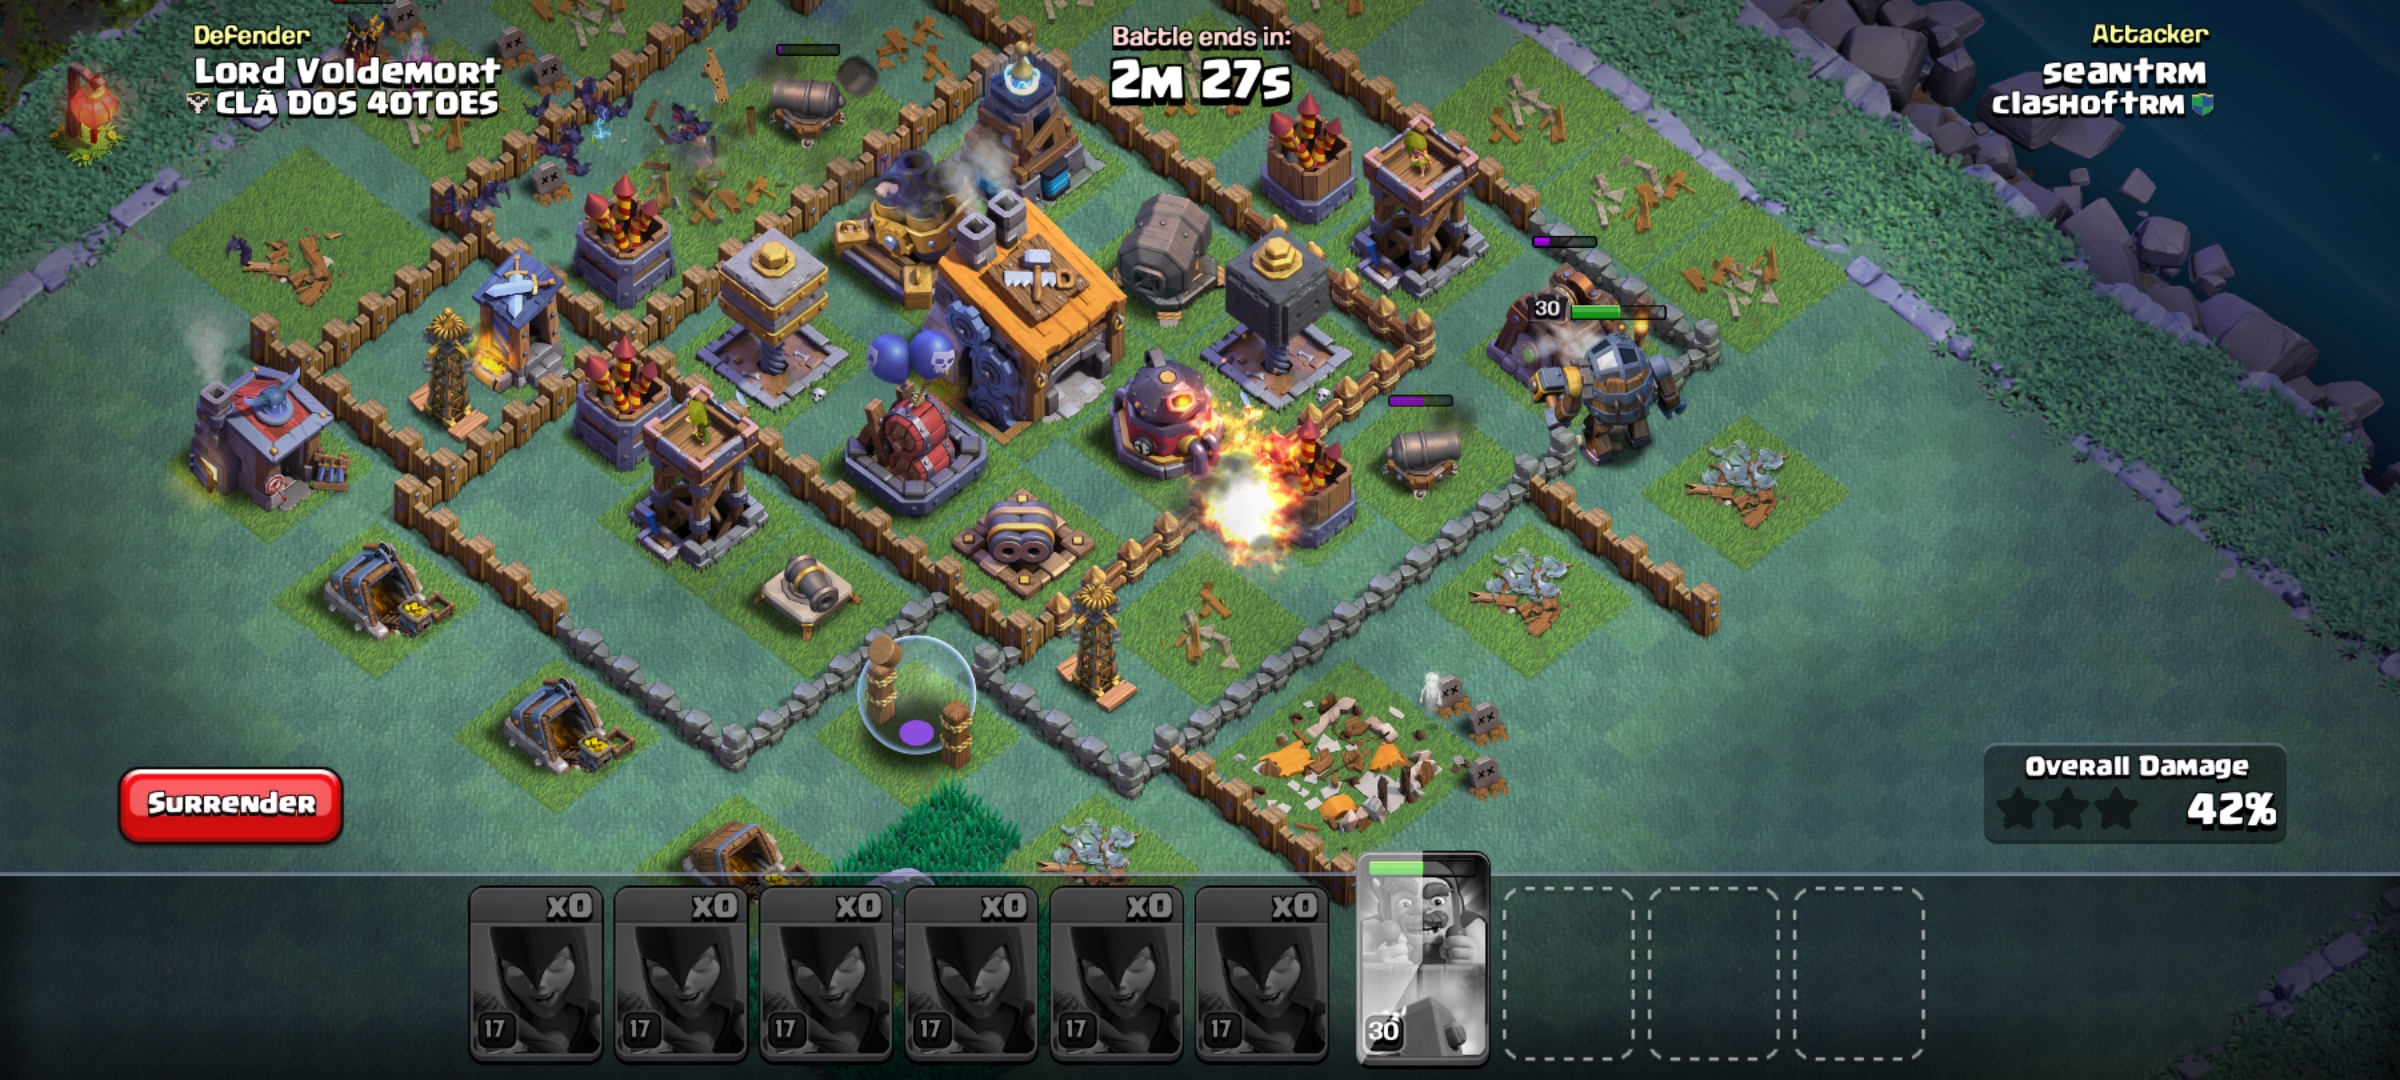 Defender
Lord Voldemort
CLÃ DOS 40TOES
Battle ends in:
2M 27s
Attacker
seantrm
clashoftrm
30
Surrender
Overall Damage
42%
x0
x0
x0
x0
x0
x0
17
17
17
17
17
17
30